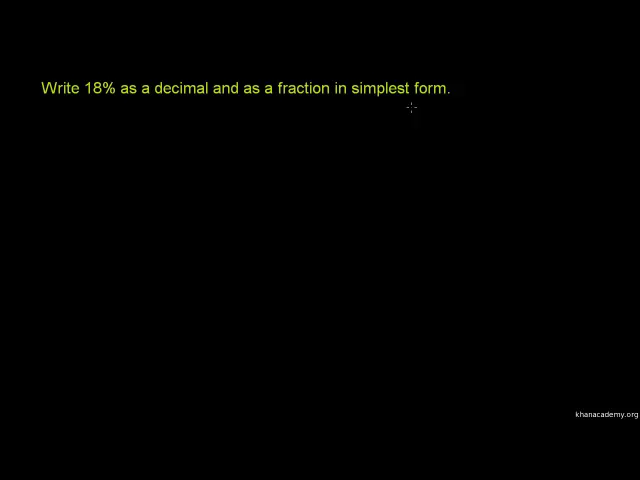 Write 18% as a decimal and as a fraction in simplest form.
khanacademy.org